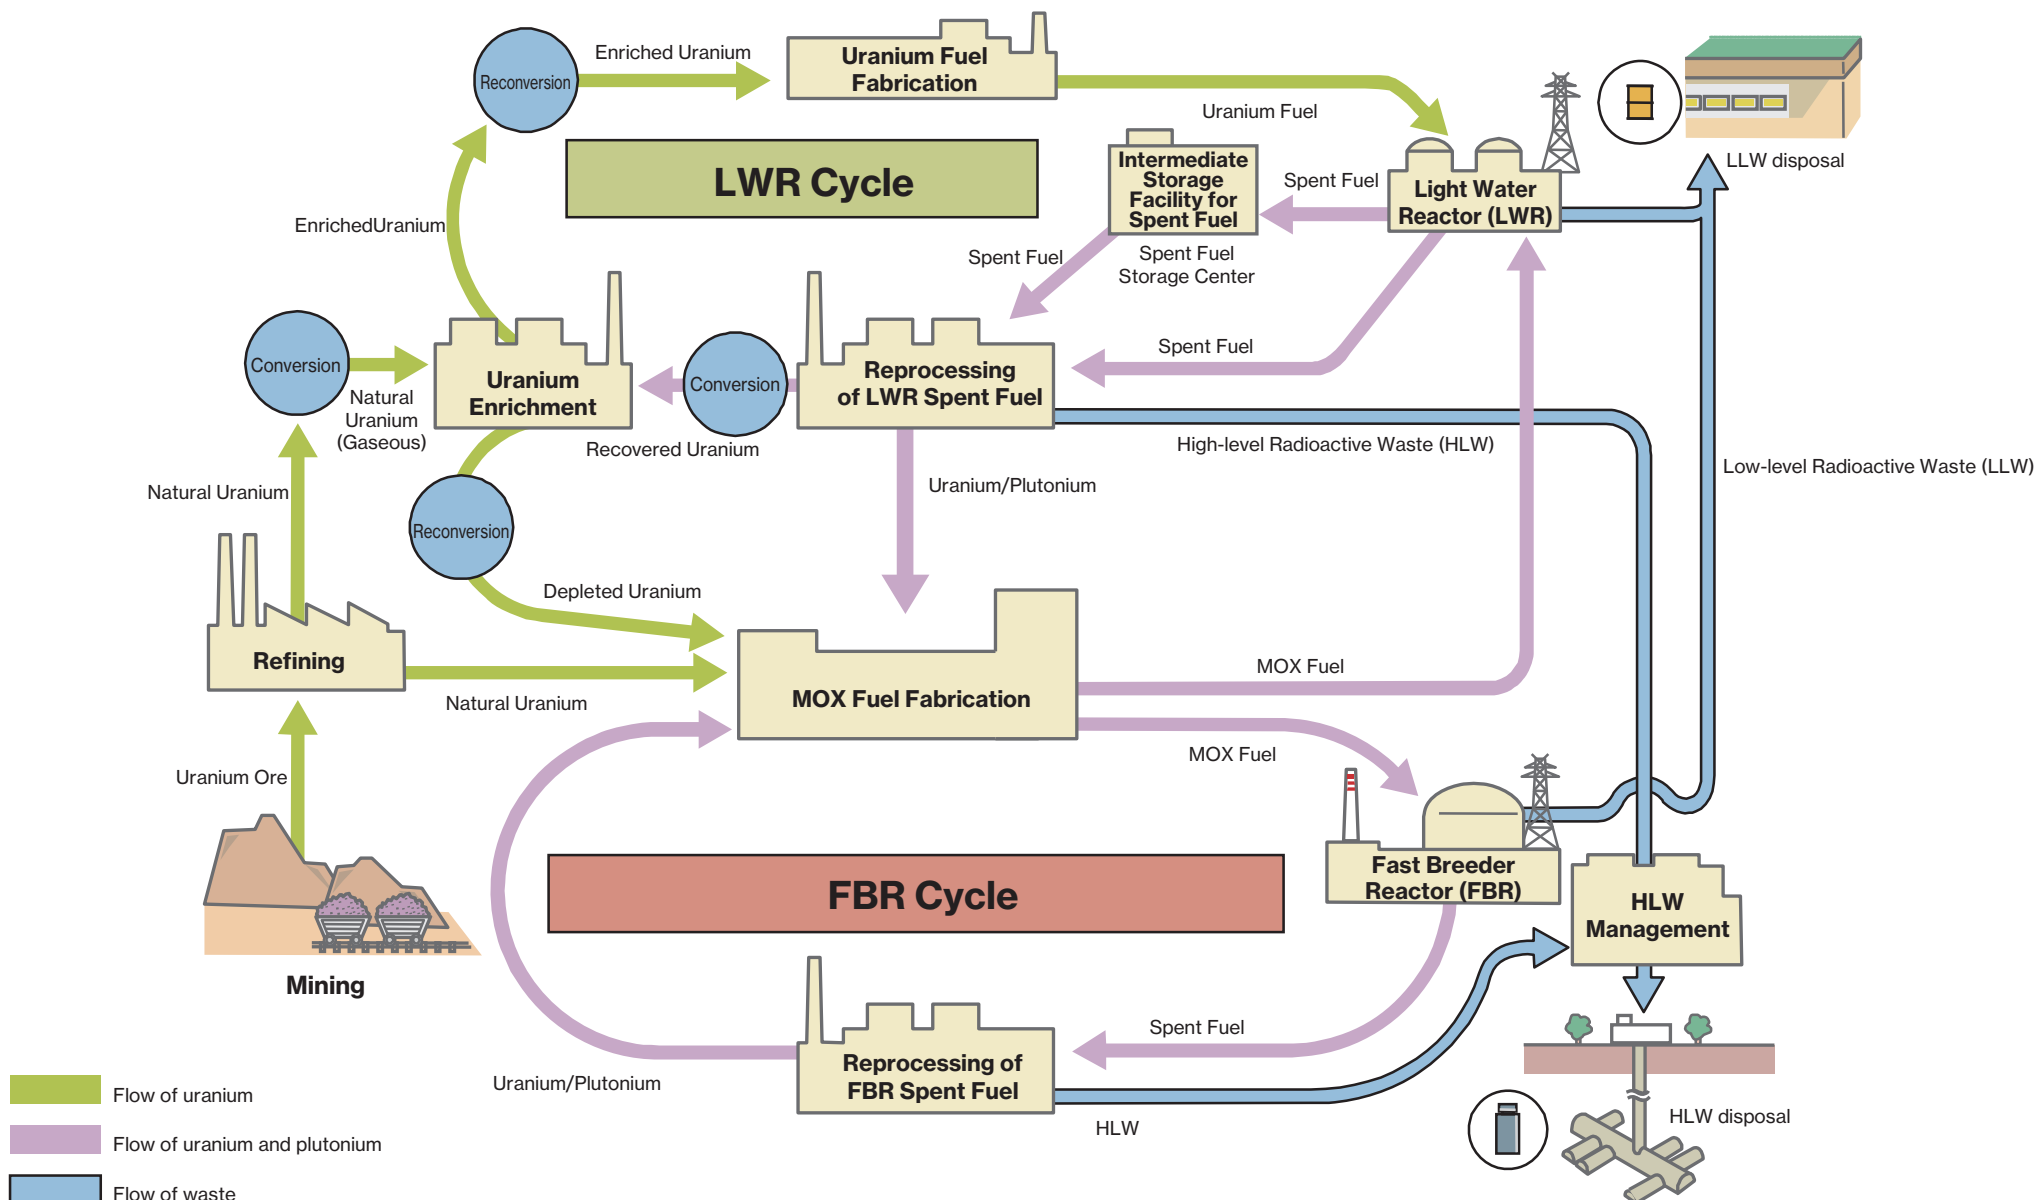 Reconversion
Enriched Uranium
Uranium Fuel
Fabrication
Uranium Fuel
LLW disposal
LWR Cycle
Intermediate
Storage
Facility for
Spent Fuel
Spent Fuel
Light Water
Reactor (LWR)
EnrichedUranium
Spent Fuel
Spent Fuel
Storage Center
Conversion
Natural
Uranium
(Gaseous)
Uranium
Enrichment
Conversion
Recovered Uranium
Reprocessing
of LWR Spent Fuel
Spent Fuel
High-level Radioactive Waste (HLW)
Low-level Radioactive Waste (LLW)
Natural Uranium
Reconversion
Uranium/Plutonium
Depleted Uranium
Refining
Natural Uranium
MOX Fuel Fabrication
MOX Fuel
MOX Fuel
Uranium Ore
Mining
FBR Cycle
Fast Breeder
Reactor (FBR)
HLW
Management
Spent Fuel
Reprocessing of
FBR Spent Fuel
Uranium/Plutonium
HLW
HLW disposal
Flow of uranium
Flow of uranium and plutonium
Flow of waste